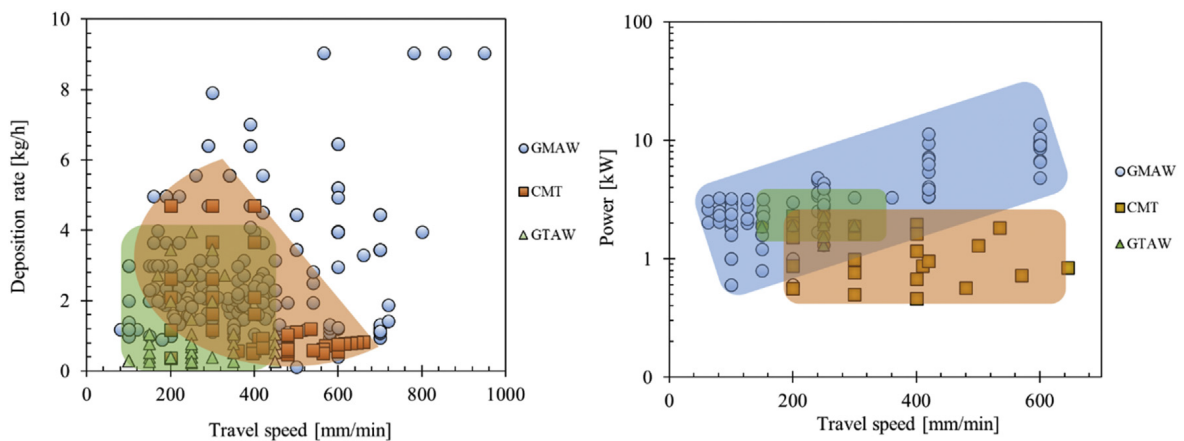 10
8
6
4
2
0
0
200
400
600
800
1000
Deposition rate [kg/h]
Travel speed [mm/min]
GMAW
CMT
GTAW
100
10
1
0
0
200
400
600
Power [kW]
Travel speed [mm/min]
GMAW
CMT
GTAW